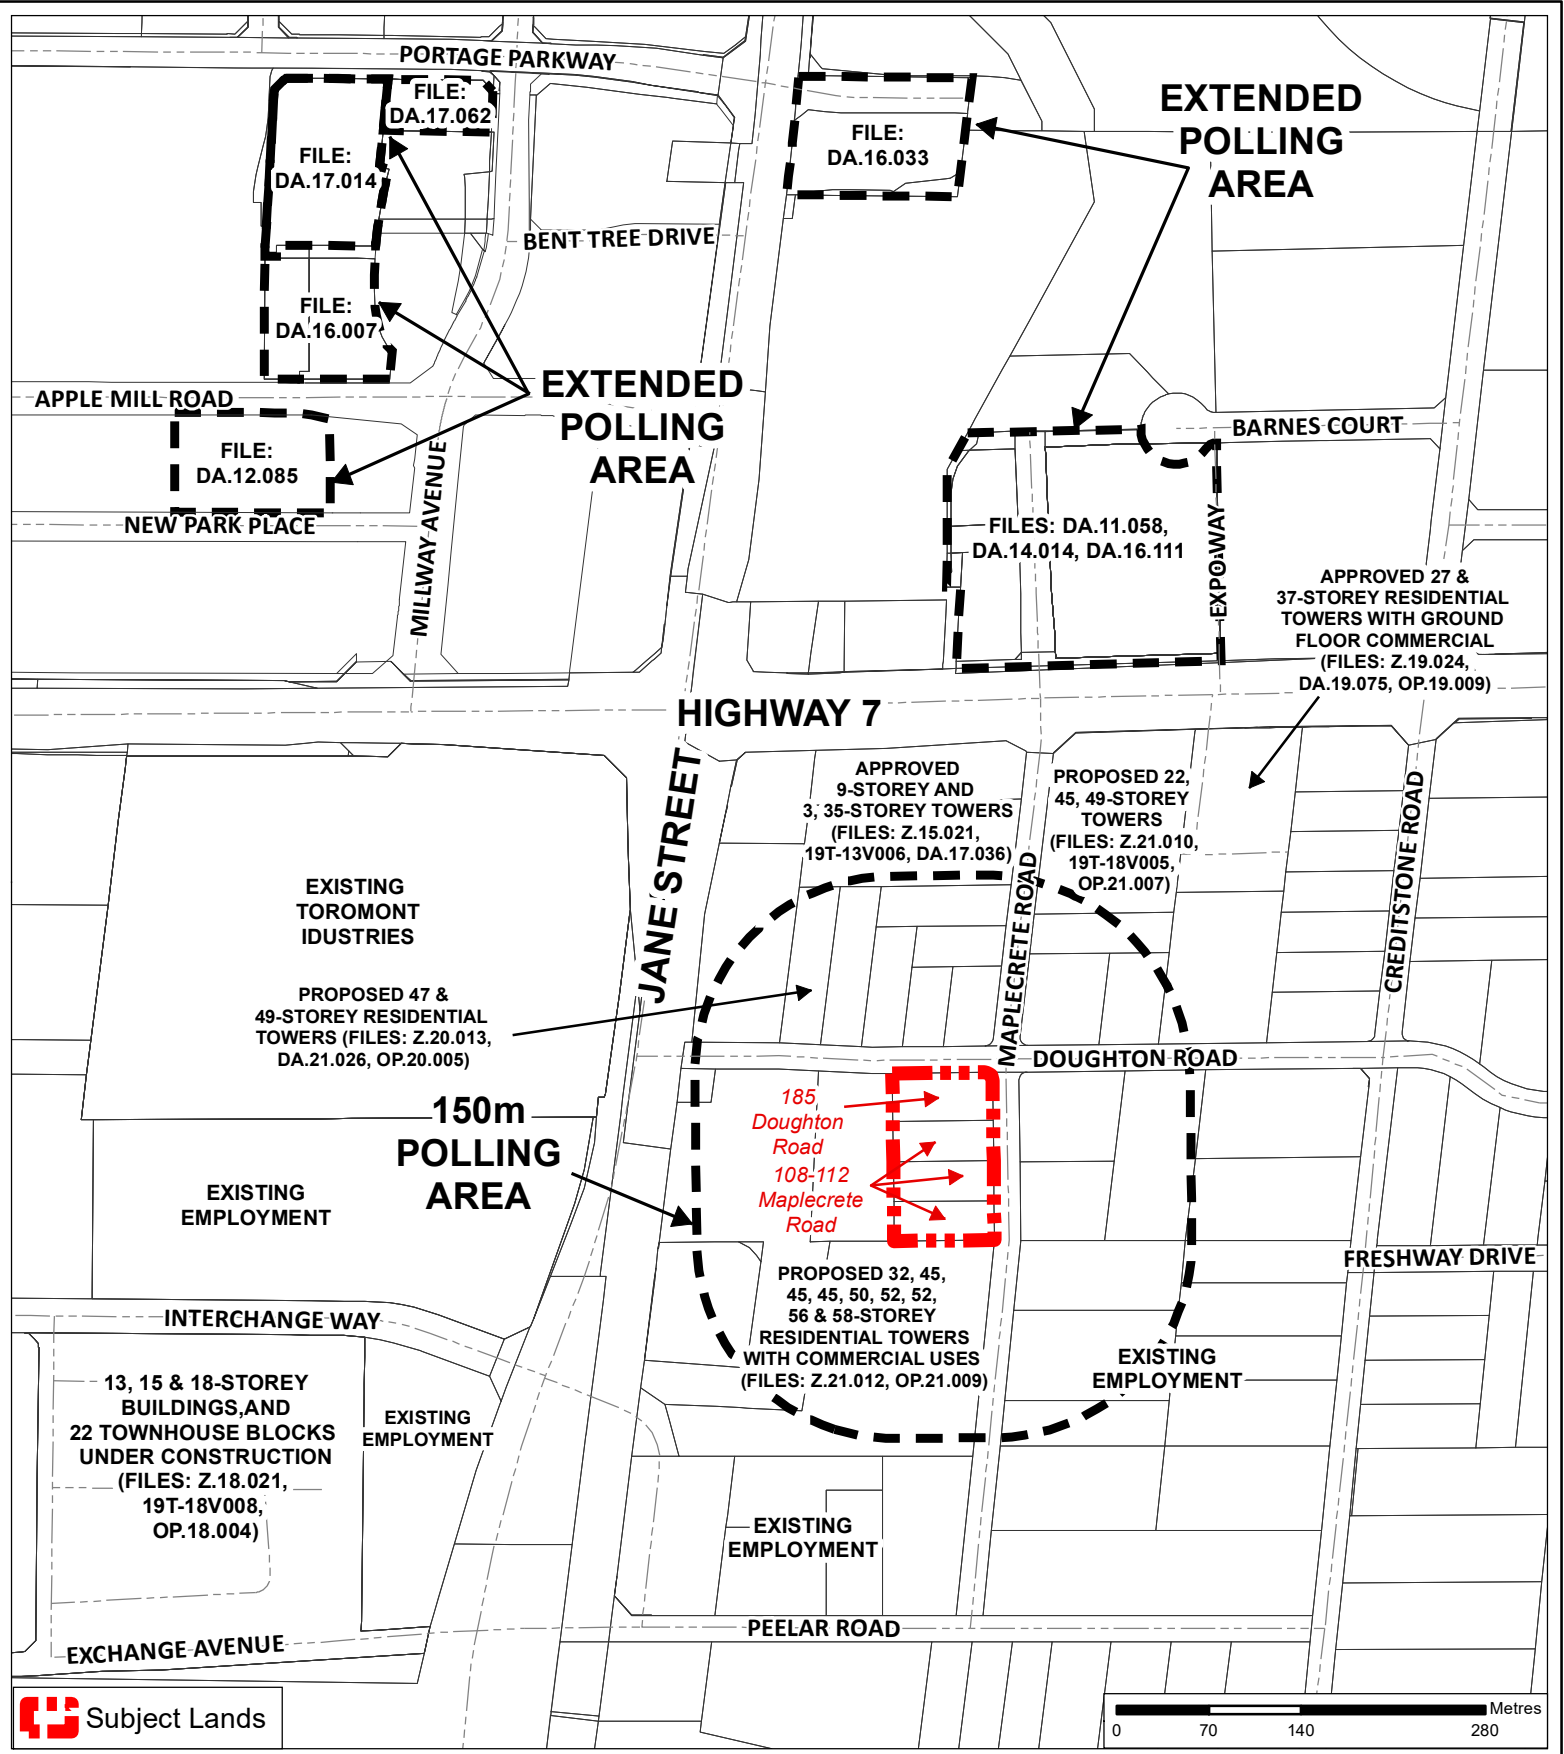 PORTAGE PARKWAY
FILE:
DA.17.062
FILE:
DA.17.014
FILE:
DA.16.033
EXTENDED
POLLING
AREA
BENT TREE DRIVE
FILE:
DA.16.007
APPLE MILL ROAD
EXTENDED
POLLING
AREA
BARNES COURT
FILE:
DA.12.085
NEW PARK PLACE
MILLWAY AVENUE
FILES: DA.11.058,
DA.14.014, DA.16.111
EXPO WAY
APPROVED 27 &
37-STOREY RESIDENTIAL
TOWERS WITH GROUND
FLOOR COMMERCIAL
(FILES: Z.19.024,
DA.19.075, OP.19.009)
HIGHWAY 7
JANE STREET
APPROVED
9-STOREY AND
3, 35-STOREY TOWERS
(FILES: Z.15.021,
19T-13V006, DA.17.036)
PROPOSED 22,
45, 49-STOREY
TOWERS
(FILES: Z.21.010,
19T-18V005,
OP.21.007)
MAPLECRETE ROAD
CREDITSTONE ROAD
EXISTING
TOROMONT
IDUSTRIES
PROPOSED 47 &
49-STOREY RESIDENTIAL
TOWERS (FILES: Z.20.013,
DA.21.026, OP.20.005)
DOUGHTON ROAD
150m
POLLING
AREA
185
Doughton
Road
108-112
Maplecrete
Road
EXISTING
EMPLOYMENT
FRESHWAY DRIVE
PROPOSED 32, 45,
45, 45, 50, 52, 52,
56 & 58-STOREY
RESIDENTIAL TOWERS
WITH COMMERCIAL USES
(FILES: Z.21.012, OP.21.009)
INTERCHANGE WAY
EXISTING
EMPLOYMENT
13, 15 & 18-STOREY
BUILDINGS,AND
22 TOWNHOUSE BLOCKS
UNDER CONSTRUCTION
(FILES: Z.18.021,
19T-18V008,
OP.18.004)
EXISTING
EMPLOYMENT
EXISTING
EMPLOYMENT
PEELAR ROAD
EXCHANGE AVENUE
Subject Lands
Metres
0 70 140 280